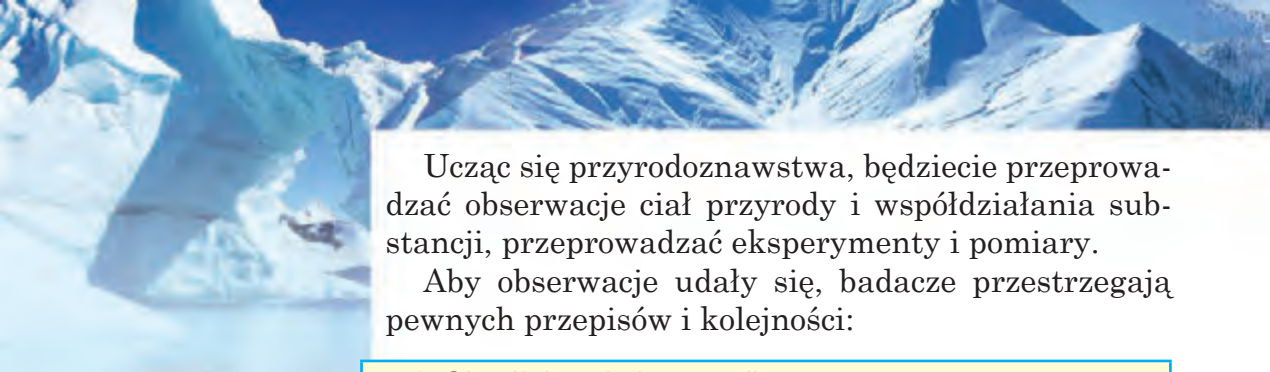 Ucząc się przyrodoznawstwa, będziecie przeprowa-
dzać obserwacje ciał przyrody i współdziałania sub-
stancji, przeprowadzać eksperymenty i pomiary.
Aby obserwacje udały się, badacze przestrzegają
pewnych przepisów i kolejności: